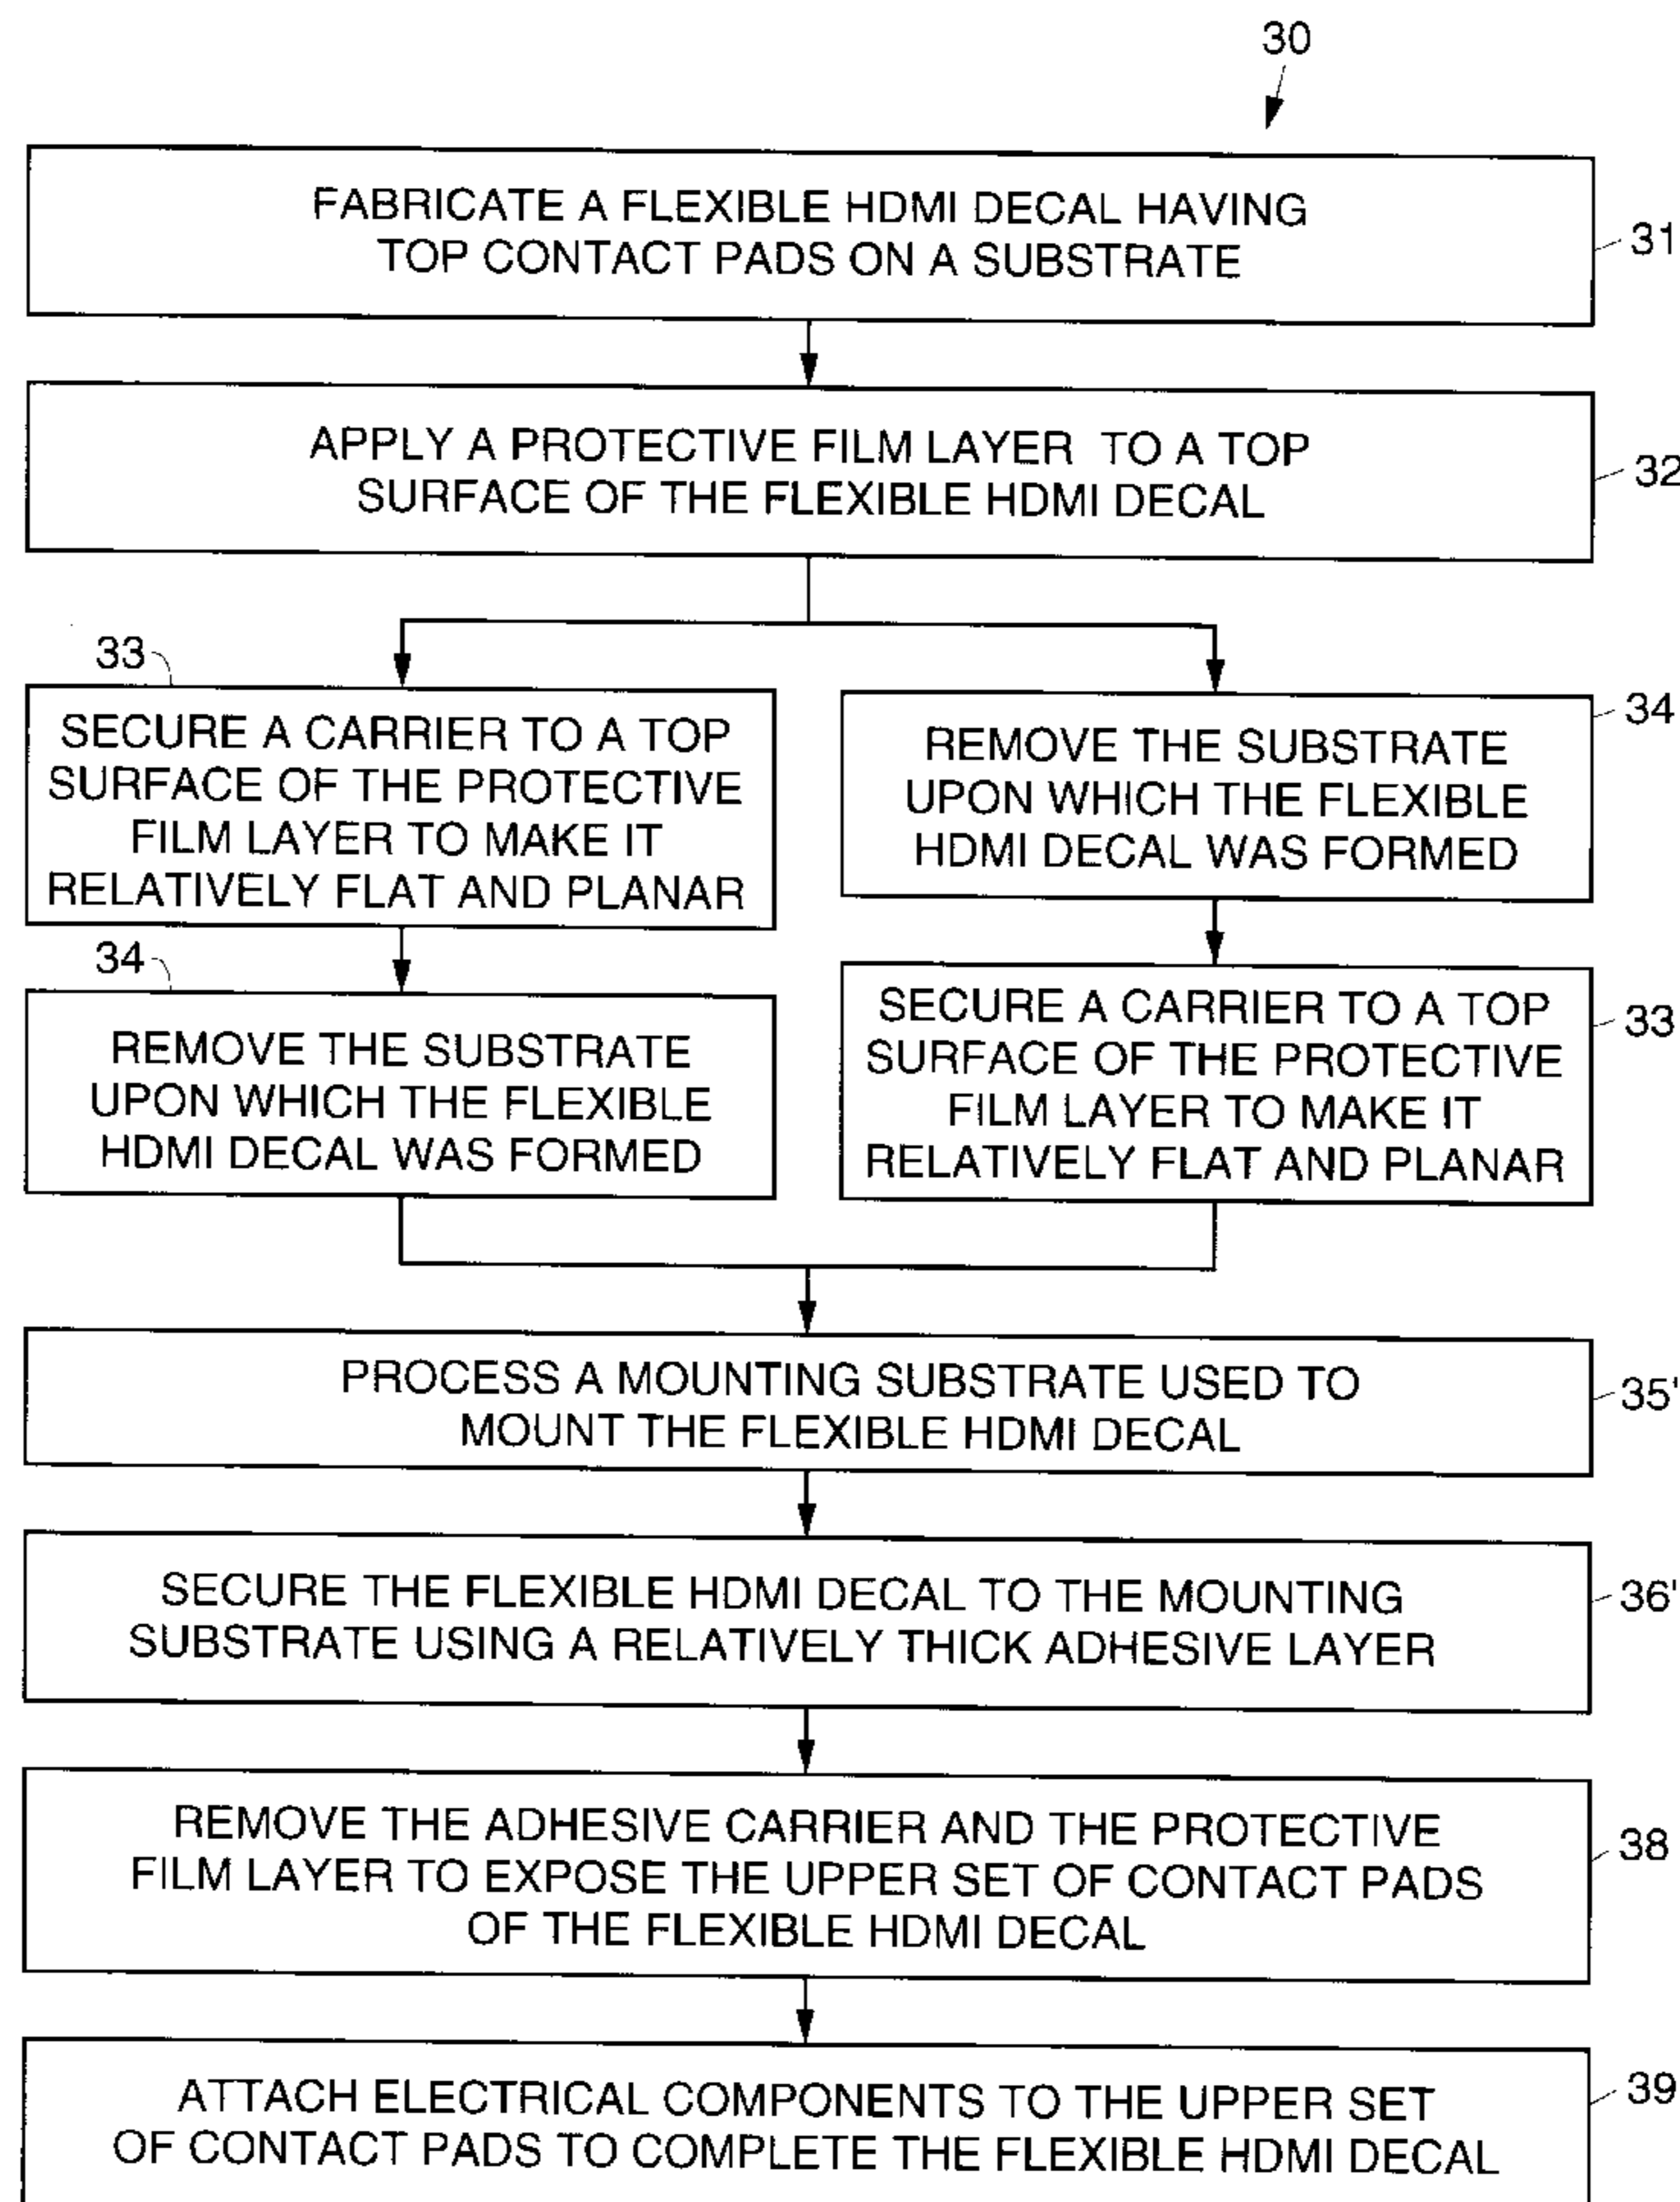 30
FABRICATE A FLEXIBLE HDMI DECAL HAVING
TOP CONTACT PADS ON A SUBSTRATE
31
APPLY A PROTECTIVE FILM LAYER TO A TOP
SURFACE OF THE FLEXIBLE HDMI DECAL
32
33
SECURE A CARRIER TO A TOP
SURFACE OF THE PROTECTIVE
FILM LAYER TO MAKE IT
RELATIVELY FLAT AND PLANAR
34
REMOVE THE SUBSTRATE
UPON WHICH THE FLEXIBLE
HDMI DECAL WAS FORMED
34
REMOVE THE SUBSTRATE
UPON WHICH THE FLEXIBLE
HDMI DECAL WAS FORMED
SECURE A CARRIER TO A TOP
SURFACE OF THE PROTECTIVE
FILM LAYER TO MAKE IT
RELATIVELY FLAT AND PLANAR
33
PROCESS A MOUNTING SUBSTRATE USED TO
MOUNT THE FLEXIBLE HDMI DECAL
35'
SECURE THE FLEXIBLE HDMI DECAL TO THE MOUNTING
SUBSTRATE USING A RELATIVELY THICK ADHESIVE LAYER
36'
REMOVE THE ADHESIVE CARRIER AND THE PROTECTIVE
FILM LAYER TO EXPOSE THE UPPER SET OF CONTACT PADS
OF THE FLEXIBLE HDMI DECAL
38
ATTACH ELECTRICAL COMPONENTS TO THE UPPER SET
OF CONTACT PADS TO COMPLETE THE FLEXIBLE HDMI DECAL
39